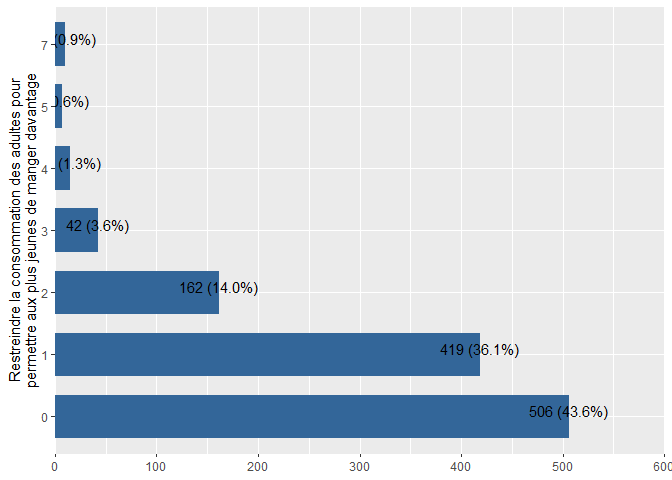 Restreindre la consommation des adultes pour
permettre aux plus jeunes de manger davantage
7 (0.9%)
5 0.6%)
4 (1.3%)
3 42 (3.6%)
2 162 (14.0%)
1 419 (36.1%)
0 506 (43.6%)
0 100 200 300 400 500 600